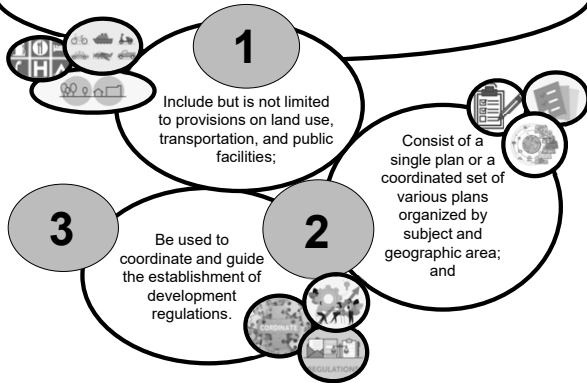 1
Include but is not limited
to provisions on land use,
transportation, and public
facilities;
2
Consist of a
single plan or a
coordinated set of
various plans
organized by
subject and
geographic area;
and
3
Be used to
coordinate and guide
the establishment of
development
regulations.
CORDINATE
REGULATIONS